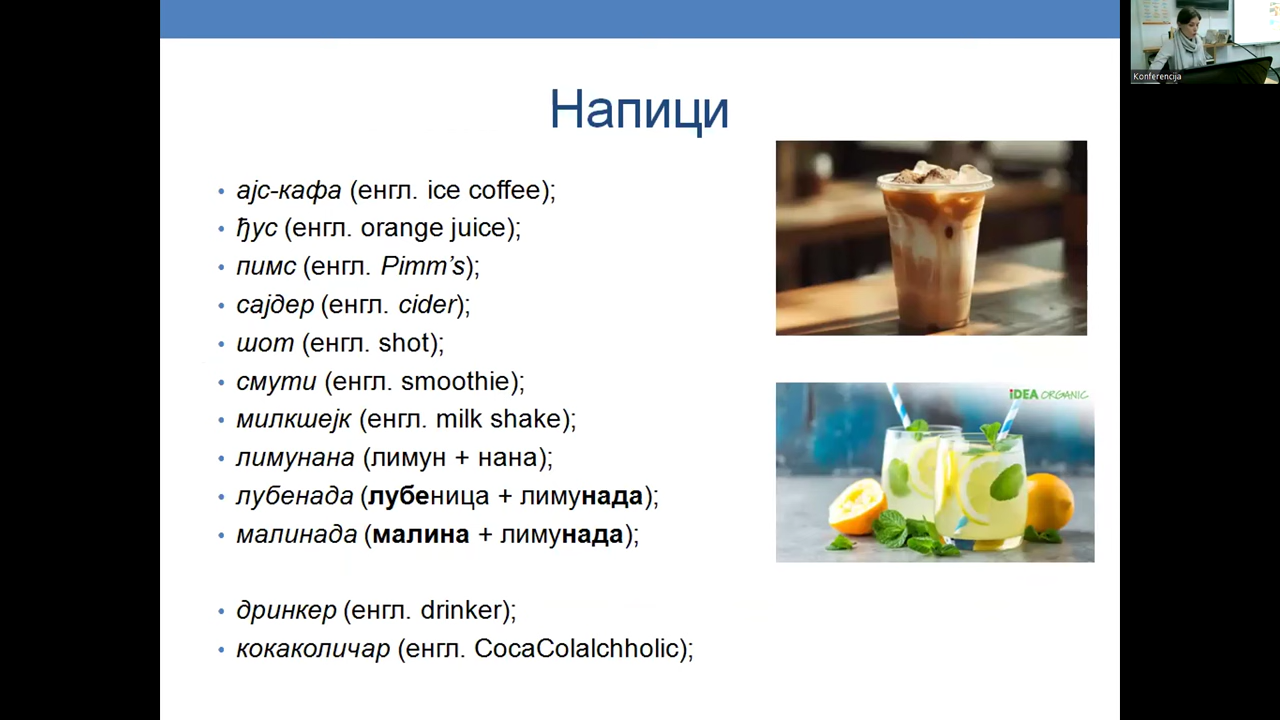 Напици
• ајс-кафа (енгл. ice coffee);
• ђус (енгл. orange juice);
• пимс (енгл. Pimm’s);
• сајдер (енгл. cider);
• шот (енгл. shot);
• смути (енгл. smoothie);
• милкшејк (енгл. milk shake);
• лимунана (лимун + нана);
• лубенада (лубеница + лимунада);
• малинада (малина + лимунада);
• дринкер (енгл. drinker);
• кокаколичар (енгл. CocaColalchholic);
iDEA ORGANIC
Konferencija